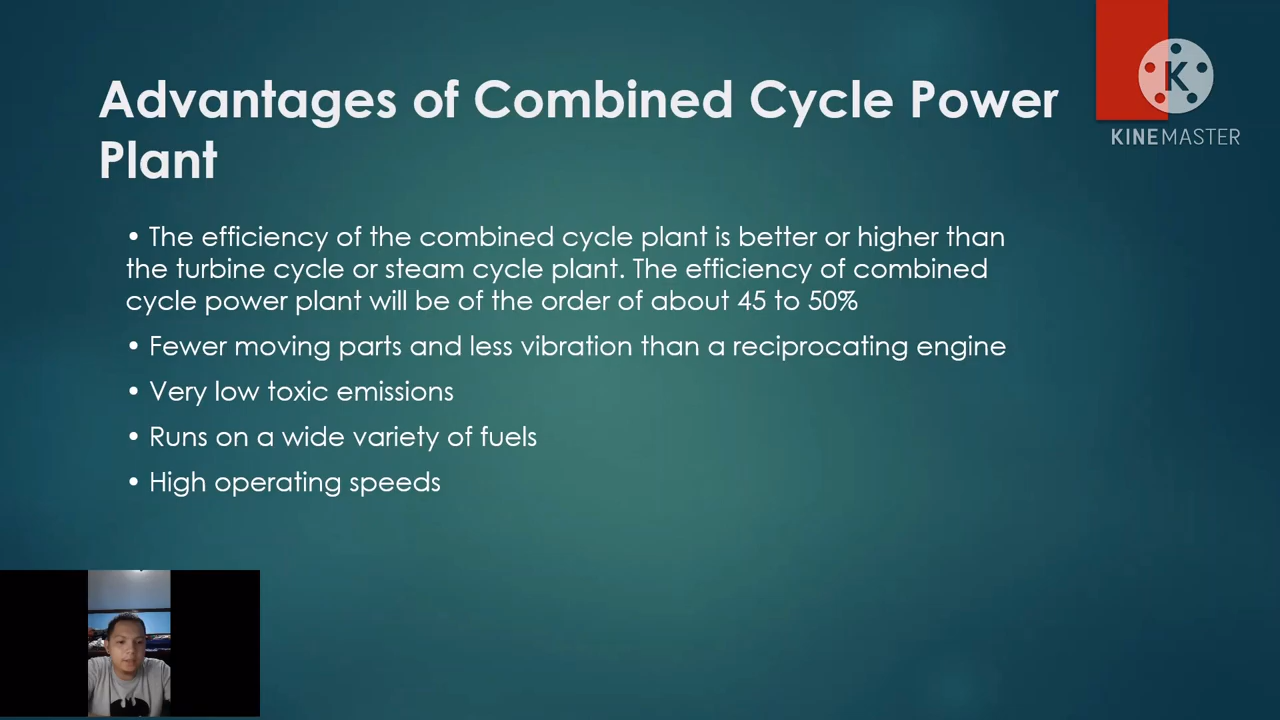 Advantages of Combined Cycle Power
Plant
K
KINEMASTER
• The efficiency of the combined cycle plant is better or higher than
the turbine cycle or steam cycle plant. The efficiency of combined
cycle power plant will be of the order of about 45 to 50%
• Fewer moving parts and less vibration than a reciprocating engine
• Very low toxic emissions
• Runs on a wide variety of fuels
• High operating speeds